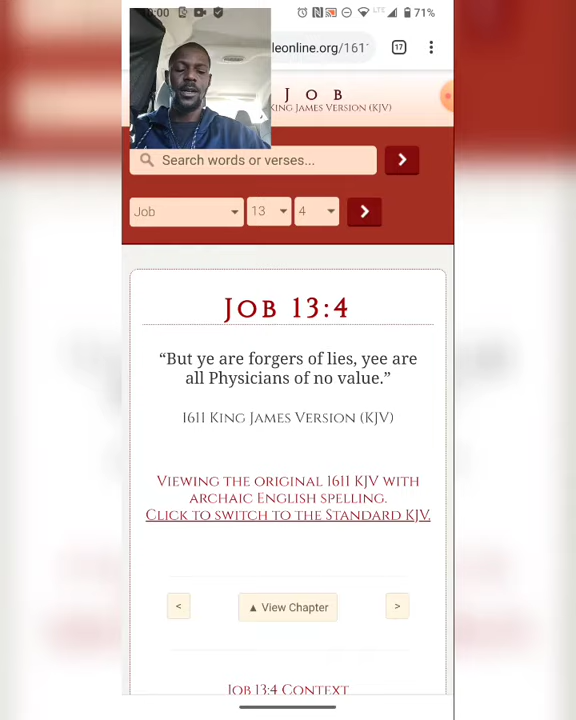 :00 LTE 71%
leonline.org/161 17
Job
King James Version (KJV)
Search words or verses...
Job 13 4
Job 13:4
“But ye are forgers of lies, yee are
all Physicians of no value.”
1611 King James Version (KJV)
Viewing the original 1611 KJV with
archaic English spelling.
Click to switch to the Standard KJV.
< ▲ View Chapter >
Job 13:4 Context